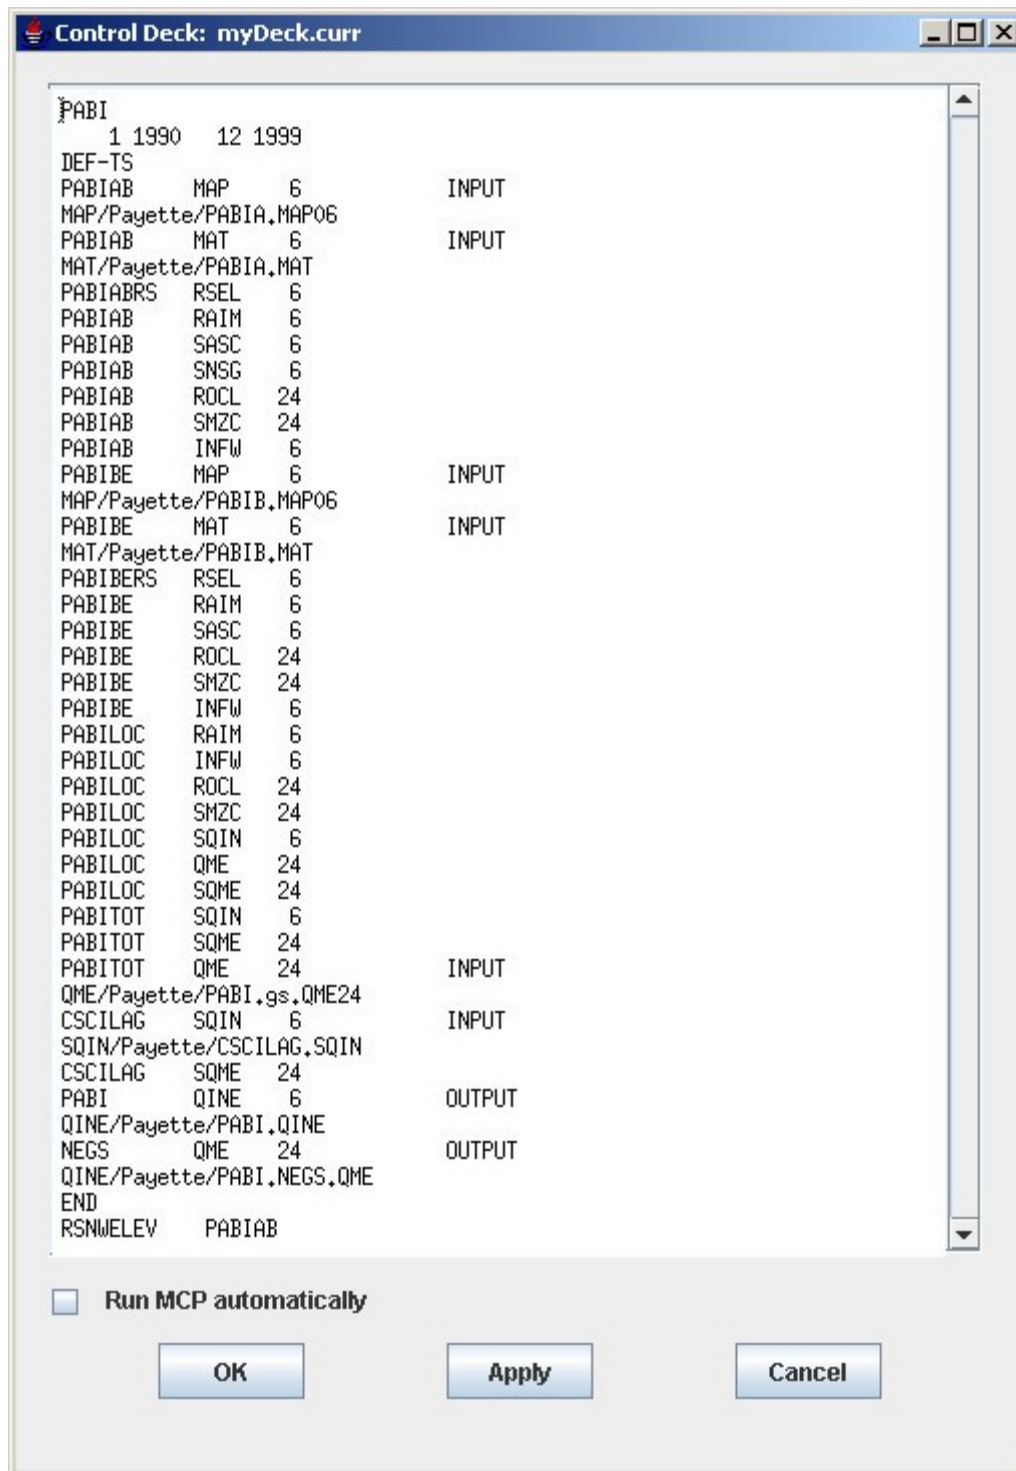 Control Deck: myDeck.curr
PABI
    1 1990   12 1999
DEF-TS
PABIAB     MAP     6            INPUT
MAP/Payette/PABIA.MAP06
PABIAB     MAT     6            INPUT
MAT/Payette/PABIA.MAT
PABIABRS   RSEL    6
PABIAB     RAIM    6
PABIAB     SASC    6
PABIAB     SNSG    6
PABIAB     ROCL   24
PABIAB     SMZC   24
PABIAB     INFW    6
PABIBE     MAP     6            INPUT
MAP/Payette/PABIB.MAP06
PABIBE     MAT     6            INPUT
MAT/Payette/PABIB.MAT
PABIBERS   RSEL    6
PABIBE     RAIM    6
PABIBE     SASC    6
PABIBE     ROCL   24
PABIBE     SMZC   24
PABIBE     INFW    6
PABILOC    RAIM    6
PABILOC    INFW    6
PABILOC    ROCL   24
PABILOC    SMZC   24
PABILOC    SQIN    6
PABILOC    QME    24
PABILOC    SQME   24
PABITOT    SQIN    6
PABITOT    SQME   24
PABITOT    QME    24            INPUT
QME/Payette/PABI.gs.QME24
CSCILAG    SQIN    6            INPUT
SQIN/Payette/CSCILAG.SQIN
CSCILAG    SQME   24
PABI       QINE    6            OUTPUT
QINE/Payette/PABI.QINE
NEGS       QME    24            OUTPUT
QINE/Payette/PABI.NEGS.QME
END
RSNWELEV    PABIAB
Run MCP automatically
OK Apply Cancel